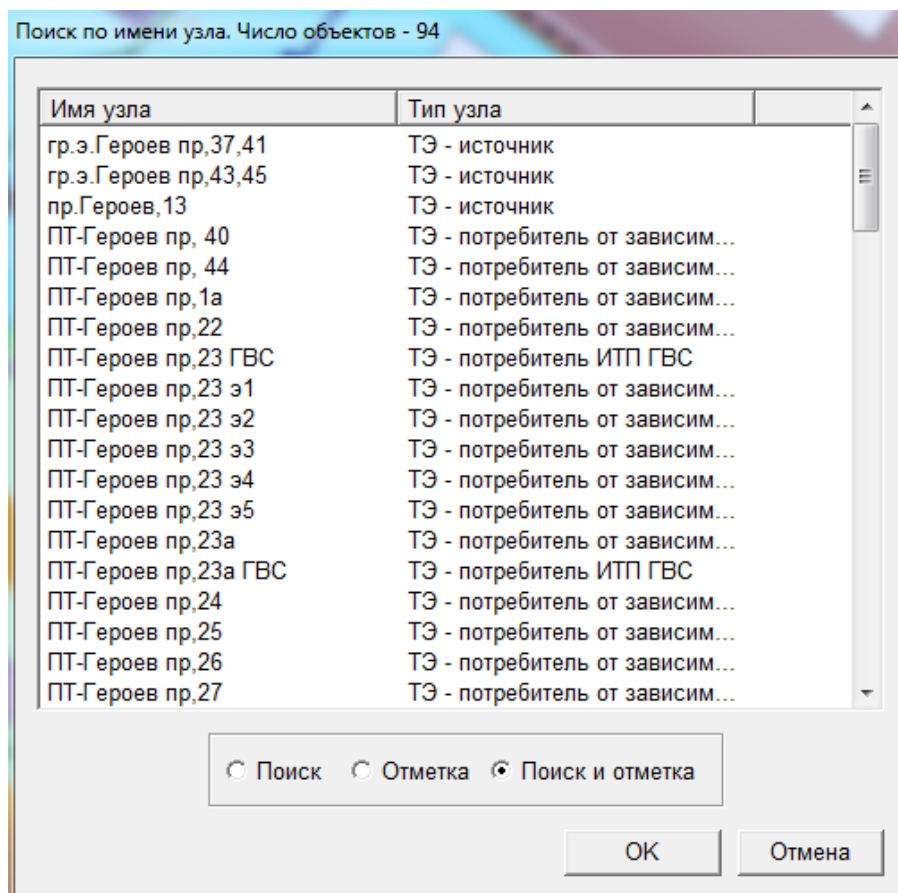 Поиск по имени узла. Число объектов - 94
Имя узла Тип узла
гр.э.Героев пр,37,41 ТЭ - источник
гр.э.Героев пр,43,45 ТЭ - источник
пр.Героев,13 ТЭ - источник
ПТ-Героев пр, 40 ТЭ - потребитель от зависим...
ПТ-Героев пр, 44 ТЭ - потребитель от зависим...
ПТ-Героев пр,1а ТЭ - потребитель от зависим...
ПТ-Героев пр,22 ТЭ - потребитель от зависим...
ПТ-Героев пр,23 ГВС ТЭ - потребитель ИТП ГВС
ПТ-Героев пр,23 э1 ТЭ - потребитель от зависим...
ПТ-Героев пр,23 э2 ТЭ - потребитель от зависим...
ПТ-Героев пр,23 э3 ТЭ - потребитель от зависим...
ПТ-Героев пр,23 э4 ТЭ - потребитель от зависим...
ПТ-Героев пр,23 э5 ТЭ - потребитель от зависим...
ПТ-Героев пр,23а ТЭ - потребитель от зависим...
ПТ-Героев пр,23а ГВС ТЭ - потребитель ИТП ГВС
ПТ-Героев пр,24 ТЭ - потребитель от зависим...
ПТ-Героев пр,25 ТЭ - потребитель от зависим...
ПТ-Героев пр,26 ТЭ - потребитель от зависим...
ПТ-Героев пр,27 ТЭ - потребитель от зависим...
Поиск Отметка Поиск и отметка
OK Отмена